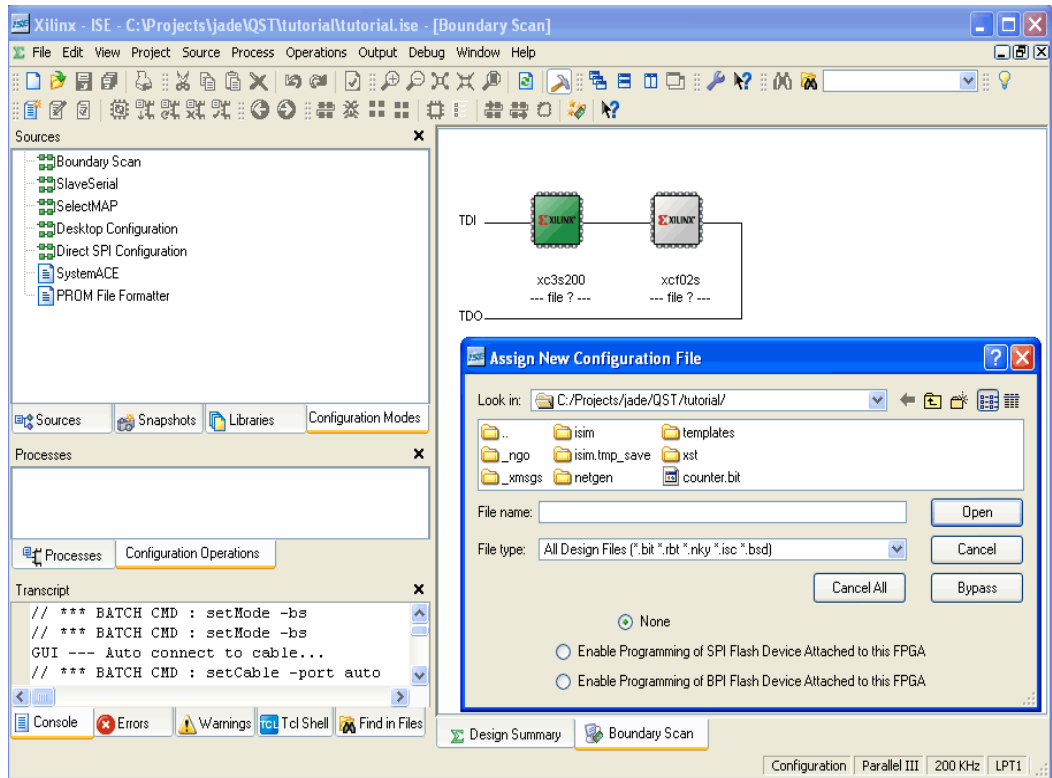 Xilinx - ISE - C:\Projects\jade\QST\tutorial\tutorial.ise - [Boundary Scan]
File Edit View Project Source Process Operations Output Debug Window Help
Sources
Boundary Scan
SlaveSerial
SelectMAP
Desktop Configuration
Direct SPI Configuration
SystemACE
PROM File Formatter
Sources Snapshots Libraries Configuration Modes
Processes
Processes Configuration Operations
Transcript
// *** BATCH CMD : setMode -bs
// *** BATCH CMD : setMode -bs
GUI --- Auto connect to cable...
// *** BATCH CMD : setCable -port auto
Console Errors Warnings TCL Tcl Shell Find in Files
TDI
XILINX XILINX
xc3s200 xcf02s
--- file ? --- --- file ? ---
TDO
ISE Assign New Configuration File
Look in: C:/Projects/jade/QST/tutorial/
.. isim templates
_ngo isim.tmp_save xst
_xmsgs netgen counter.bit
File name: Open
File type: All Design Files (*.bit *.rbt *.nky *.isc *.bsd) Cancel
Cancel All Bypass
None
Enable Programming of SPI Flash Device Attached to this FPGA
Enable Programming of BPI Flash Device Attached to this FPGA
Design Summary Boundary Scan
Configuration Parallel III 200 KHz LPT1